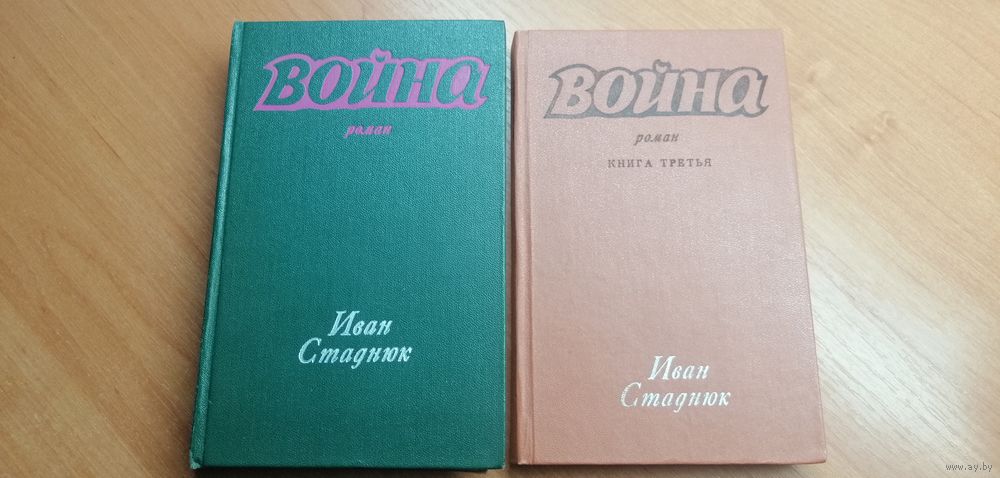 ВОЙНА
роман
Иван
Стаднюк
ВОЙНА
роман
КНИГА ТРЕТЬЯ
Иван
Стаднюк
www.ay.by